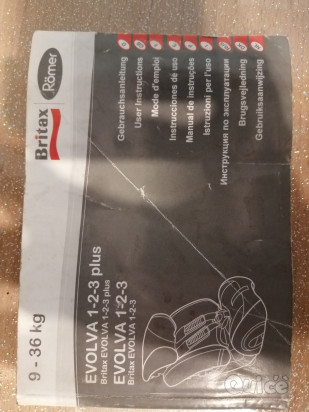 Britax
Römer
Gebrauchsanleitung
User Instructions
Mode d'emploi
Instrucciones de uso
Manual de instruções
Istruzioni per l'uso
Инструкция по эксплуатации
Brugsvejledning
Gebruiksaanwijzing
9 - 36 kg
EVOLVA 1-2-3 plus
Britax EVOLVA 1-2-3 plus
EVOLVA 1-2-3
Britax EVOLVA 1-2-3